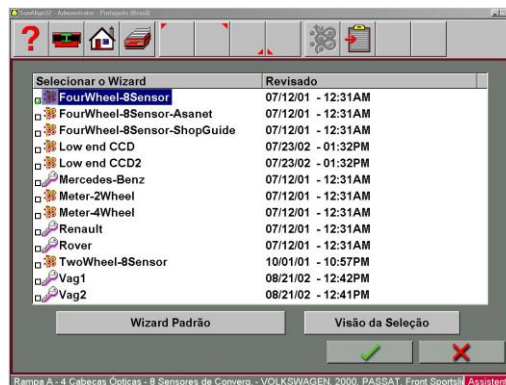 SunAlign32 - Administrator - Português (Brasil)
Selecionar o Wizard Revisado
FourWheel-8Sensor 07/12/01 - 12:31AM
FourWheel-8Sensor-Asanet 07/12/01 - 12:31AM
FourWheel-8Sensor-ShopGuide 07/12/01 - 12:31AM
Low end CCD 07/23/02 - 01:32PM
Low end CCD2 07/23/02 - 01:32PM
Mercedes-Benz 07/12/01 - 12:31AM
Meter-2Wheel 07/12/01 - 12:31AM
Meter-4Wheel 07/12/01 - 12:31AM
Renault 07/12/01 - 12:31AM
Rover 07/12/01 - 12:31AM
TwoWheel-8Sensor 10/01/01 - 10:57PM
Vag1 08/21/02 - 12:42PM
Vag2 08/21/02 - 12:41PM
Wizard Padrão Visão da Seleção
Rampa A - 4 Cabeças Ópticas - 8 Sensores de Converg. - VOLKSWAGEN, 2000, PASSAT, Front Sportsli Assistent